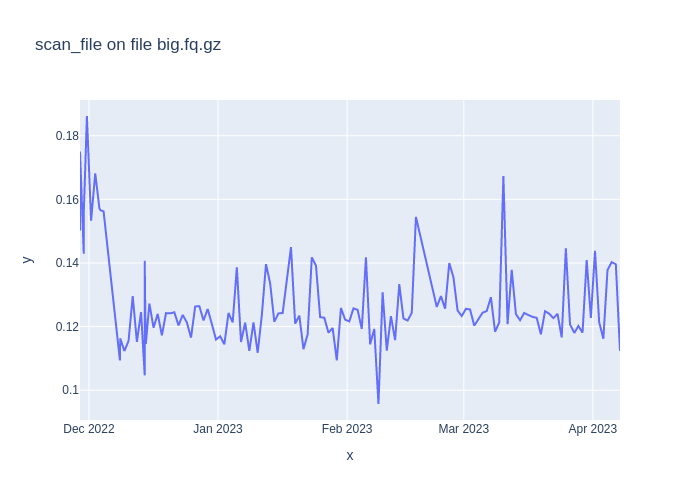 scan_file on file big.fq.gz
0.18
0.16
0.14
0.12
0.1
y
Dec 2022
Jan 2023
Feb 2023
Mar 2023
Apr 2023
x